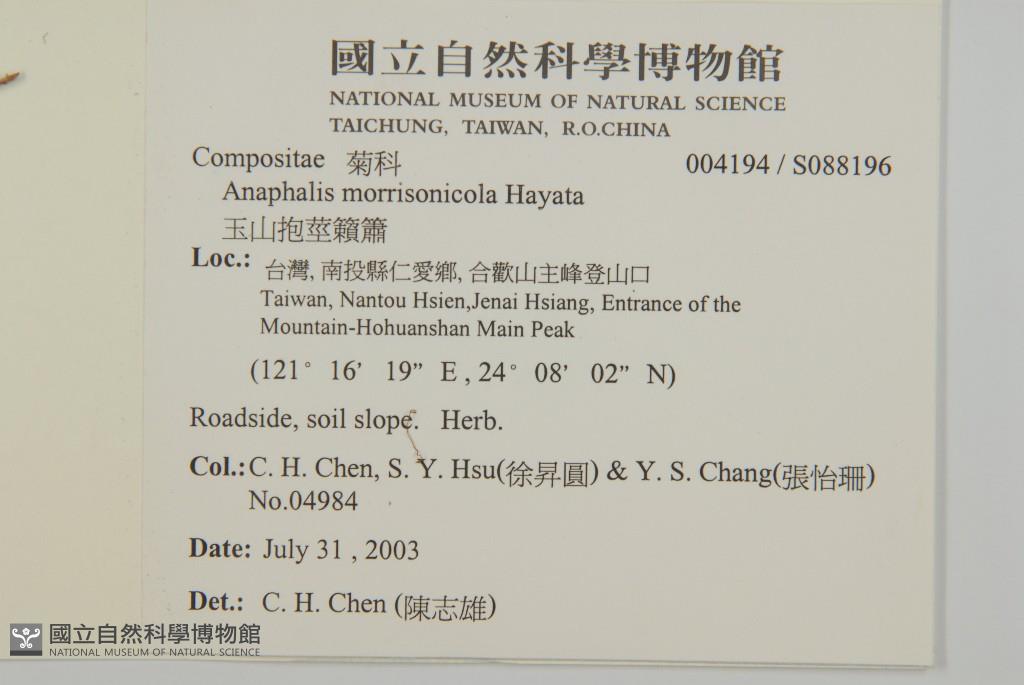 國立自然科學博物館
NATIONAL MUSEUM OF NATURAL SCIENCE
TAICHUNG, TAIWAN, R.O.CHINA
Compositae 菊科 004194 / S088196
Anaphalis morrisonicola Hayata
玉山抱莖籟簫
Loc.: 台灣, 南投縣仁愛鄉, 合歡山主峰登山口
Taiwan, Nantou Hsien,Jenai Hsiang, Entrance of the
Mountain-Hohuanshan Main Peak
(121° 16’ 19” E , 24° 08’ 02” N)
Roadside, soil slope. Herb.
Col.: C. H. Chen, S. Y. Hsu(徐昇圓) & Y. S. Chang(張怡珊)
No.04984
Date: July 31 , 2003
Det.: C. H. Chen (陳志雄)
國立自然科學博物館
NATIONAL MUSEUM OF NATURAL SCIENCE